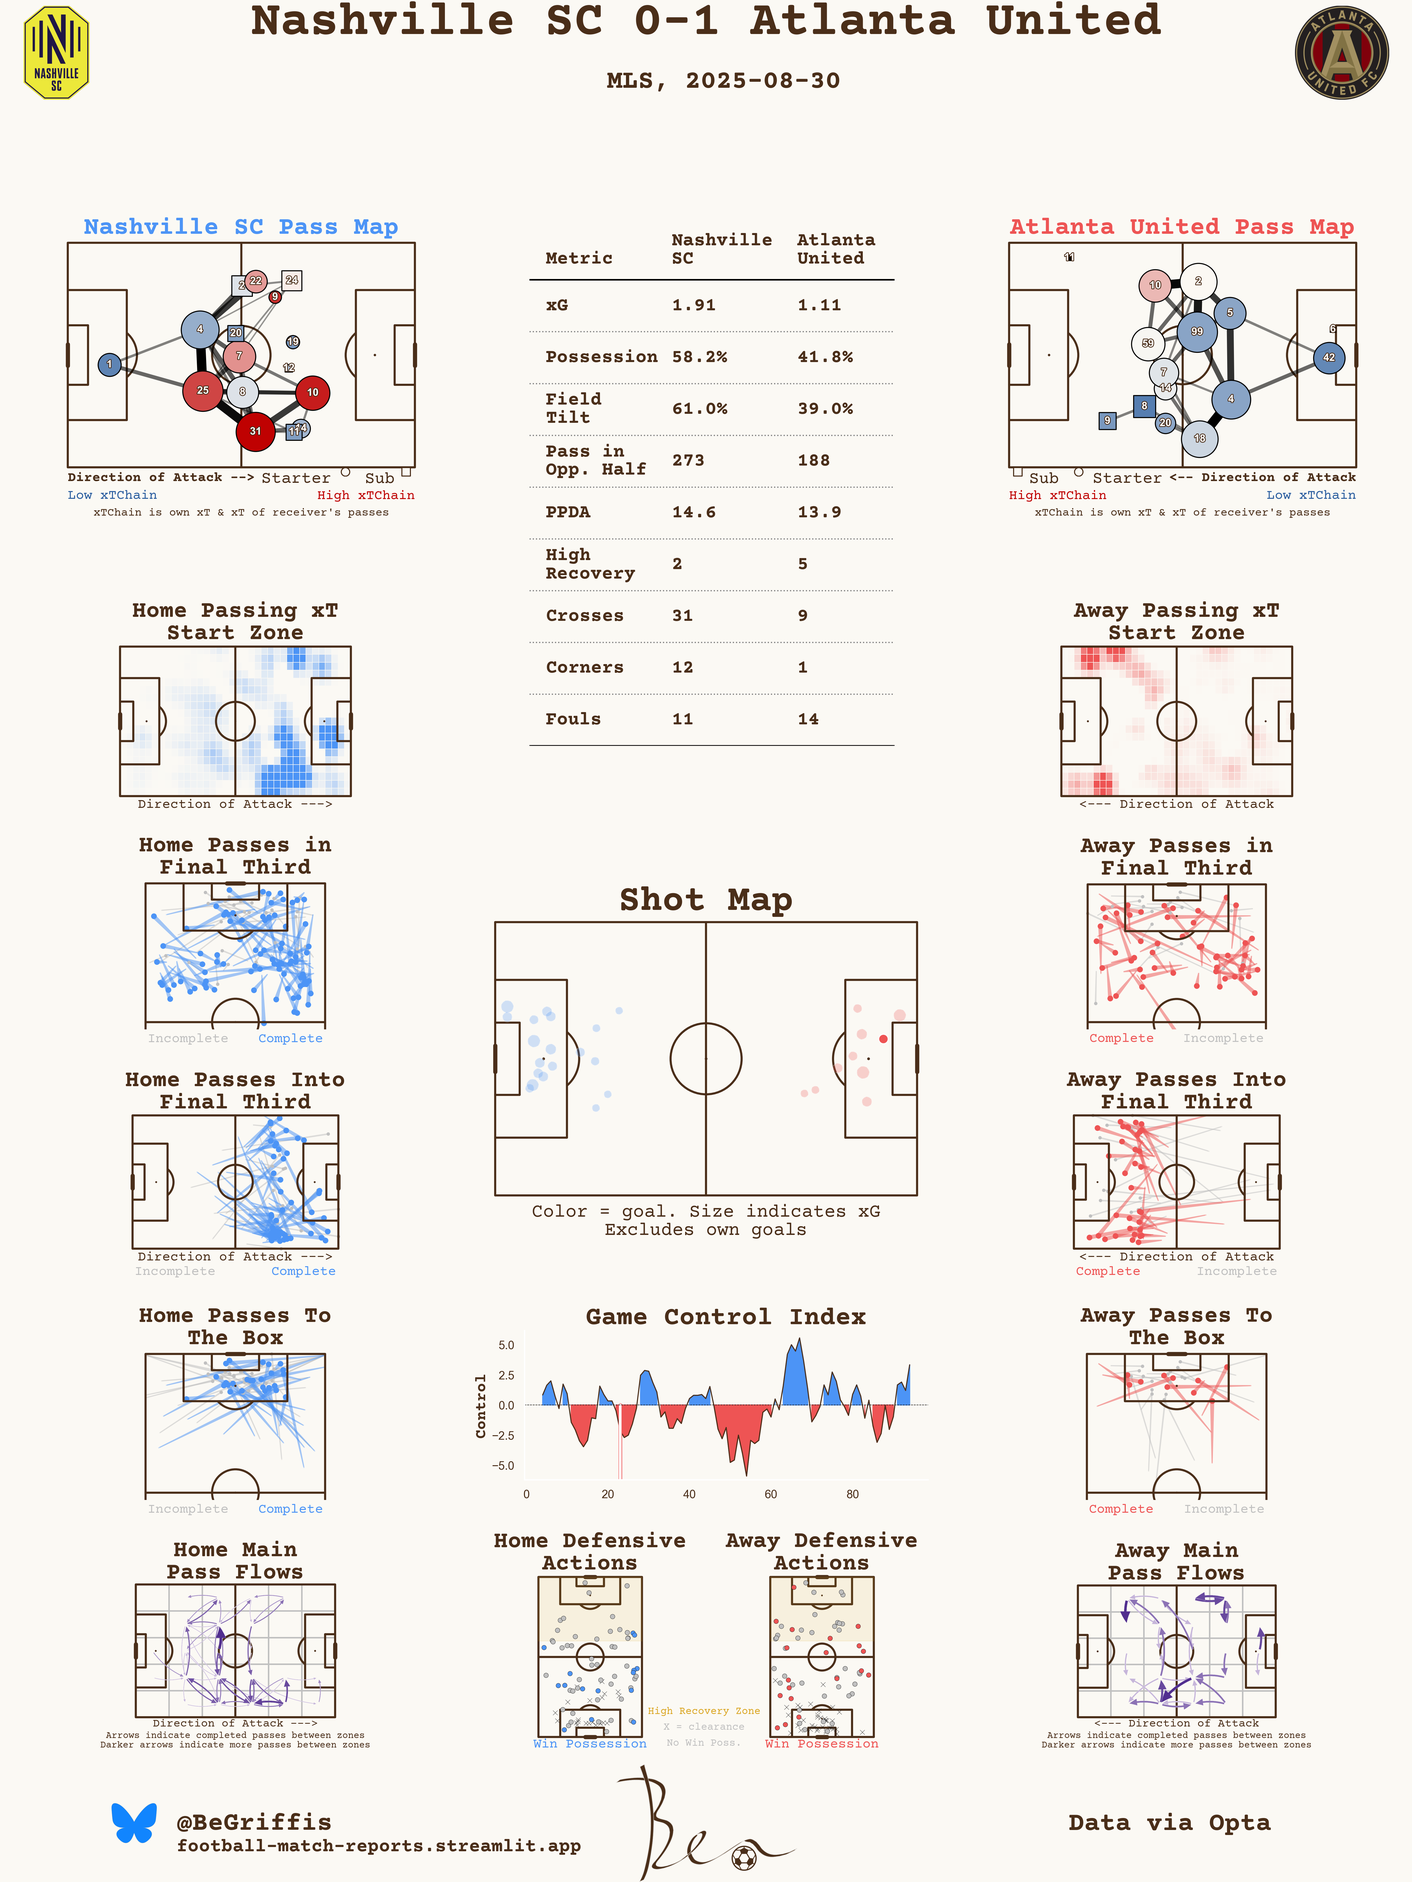 Nashville SC 0-1 Atlanta United
MLS, 2025-08-30
NASHVILLE
SC
ATLANTA
UNITED FC
Nashville SC Pass Map
1
4
25
2
22
24
9
20
7
19
12
8
10
31
11
Direction of Attack --> Starter Sub
Low xTChain High xTChain
xTChain is own xT & xT of receiver's passes
Metric Nashville SC Atlanta United
xG 1.91 1.11
Possession 58.2% 41.8%
Field Tilt 61.0% 39.0%
Pass in Opp. Half 273 188
PPDA 14.6 13.9
High Recovery 2 5
Crosses 31 9
Corners 12 1
Fouls 11 14
Atlanta United Pass Map
11
10
2
5
6
99
59
42
7
14
4
8
9
20
18
Sub Starter <-- Direction of Attack
High xTChain Low xTChain
xTChain is own xT & xT of receiver's passes
Home Passing xT
Start Zone
Direction of Attack --->
Away Passing xT
Start Zone
<--- Direction of Attack
Home Passes in
Final Third
Incomplete Complete
Away Passes in
Final Third
Complete Incomplete
Shot Map
Color = goal. Size indicates xG
Excludes own goals
Home Passes Into
Final Third
Direction of Attack --->
Incomplete Complete
Away Passes Into
Final Third
<--- Direction of Attack
Complete Incomplete
Home Passes To
The Box
Incomplete Complete
Game Control Index
Control
5.0
2.5
0.0
−2.5
−5.0
0 20 40 60 80
Away Passes To
The Box
Complete Incomplete
Home Main
Pass Flows
Direction of Attack --->
Arrows indicate completed passes between zones
Darker arrows indicate more passes between zones
Home Defensive
Actions
Win Possession
High Recovery Zone
X = clearance
No Win Poss.
Away Defensive
Actions
Win Possession
Away Main
Pass Flows
<--- Direction of Attack
Arrows indicate completed passes between zones
Darker arrows indicate more passes between zones
@BeGriffis
football-match-reports.streamlit.app
Ben
Data via Opta